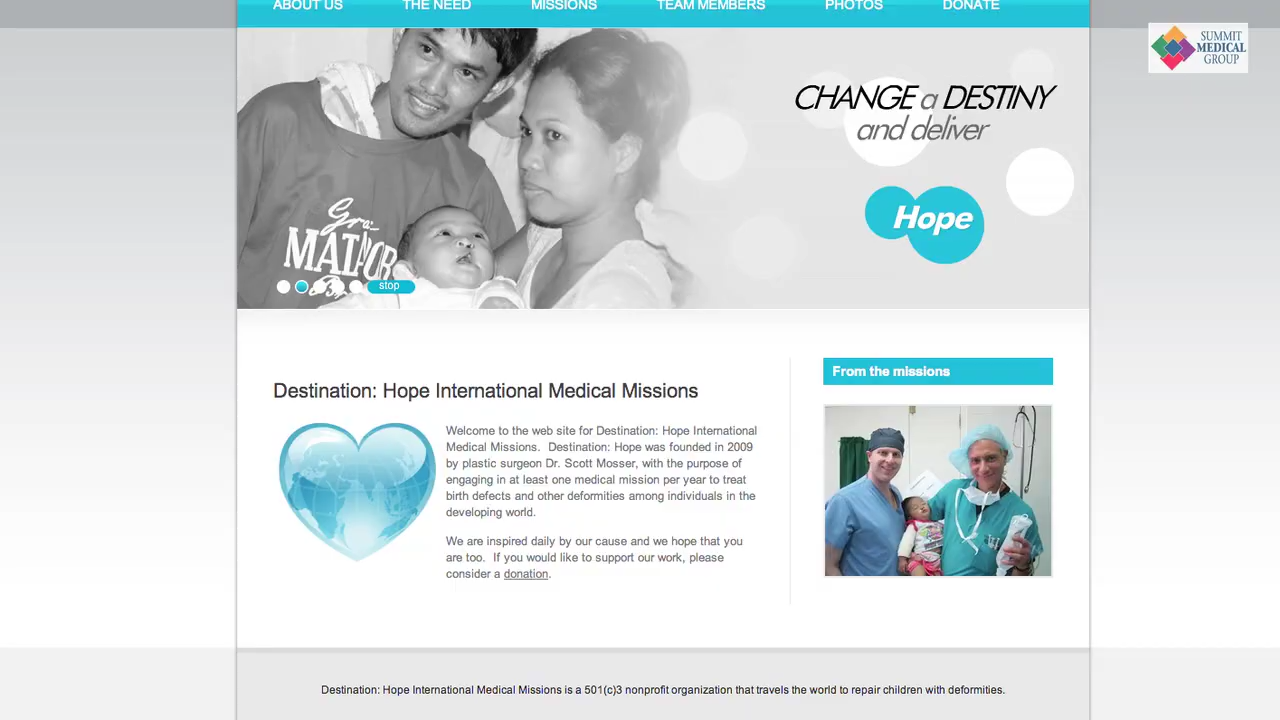 ABOUT US THE NEED MISSIONS TEAM MEMBERS PHOTOS DONATE
SUMMIT
MEDICAL
GROUP
CHANGE a DESTINY
and deliver
Hope
stop
Destination: Hope International Medical Missions
Welcome to the web site for Destination: Hope International
Medical Missions. Destination: Hope was founded in 2009
by plastic surgeon Dr. Scott Mosser, with the purpose of
engaging in at least one medical mission per year to treat
birth defects and other deformities among individuals in the
developing world.
We are inspired daily by our cause and we hope that you
are too. If you would like to support our work, please
consider a donation.
From the missions
Destination: Hope International Medical Missions is a 501(c)3 nonprofit organization that travels the world to repair children with deformities.